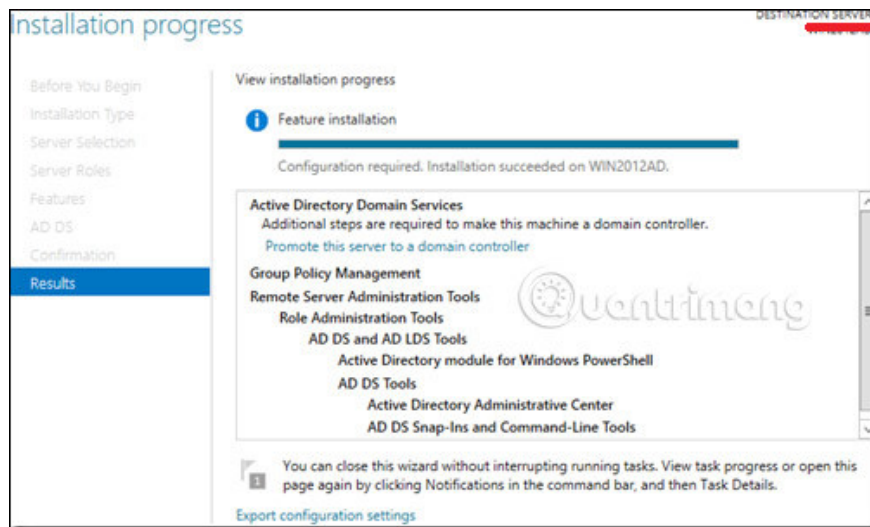 Installation progress
DESTINATION SERVER
Before You Begin
Installation Type
Server Selection
Server Roles
Features
AD DS
Confirmation
Results
View installation progress
Feature installation
Configuration required. Installation succeeded on WIN2012AD.
Active Directory Domain Services
Additional steps are required to make this machine a domain controller.
Promote this server to a domain controller
Group Policy Management
Remote Server Administration Tools
Role Administration Tools
AD DS and AD LDS Tools
Active Directory module for Windows PowerShell
AD DS Tools
Active Directory Administrative Center
AD DS Snap-Ins and Command-Line Tools
Quantrimang
1
You can close this wizard without interrupting running tasks. View task progress or open this
page again by clicking Notifications in the command bar, and then Task Details.
Export configuration settings